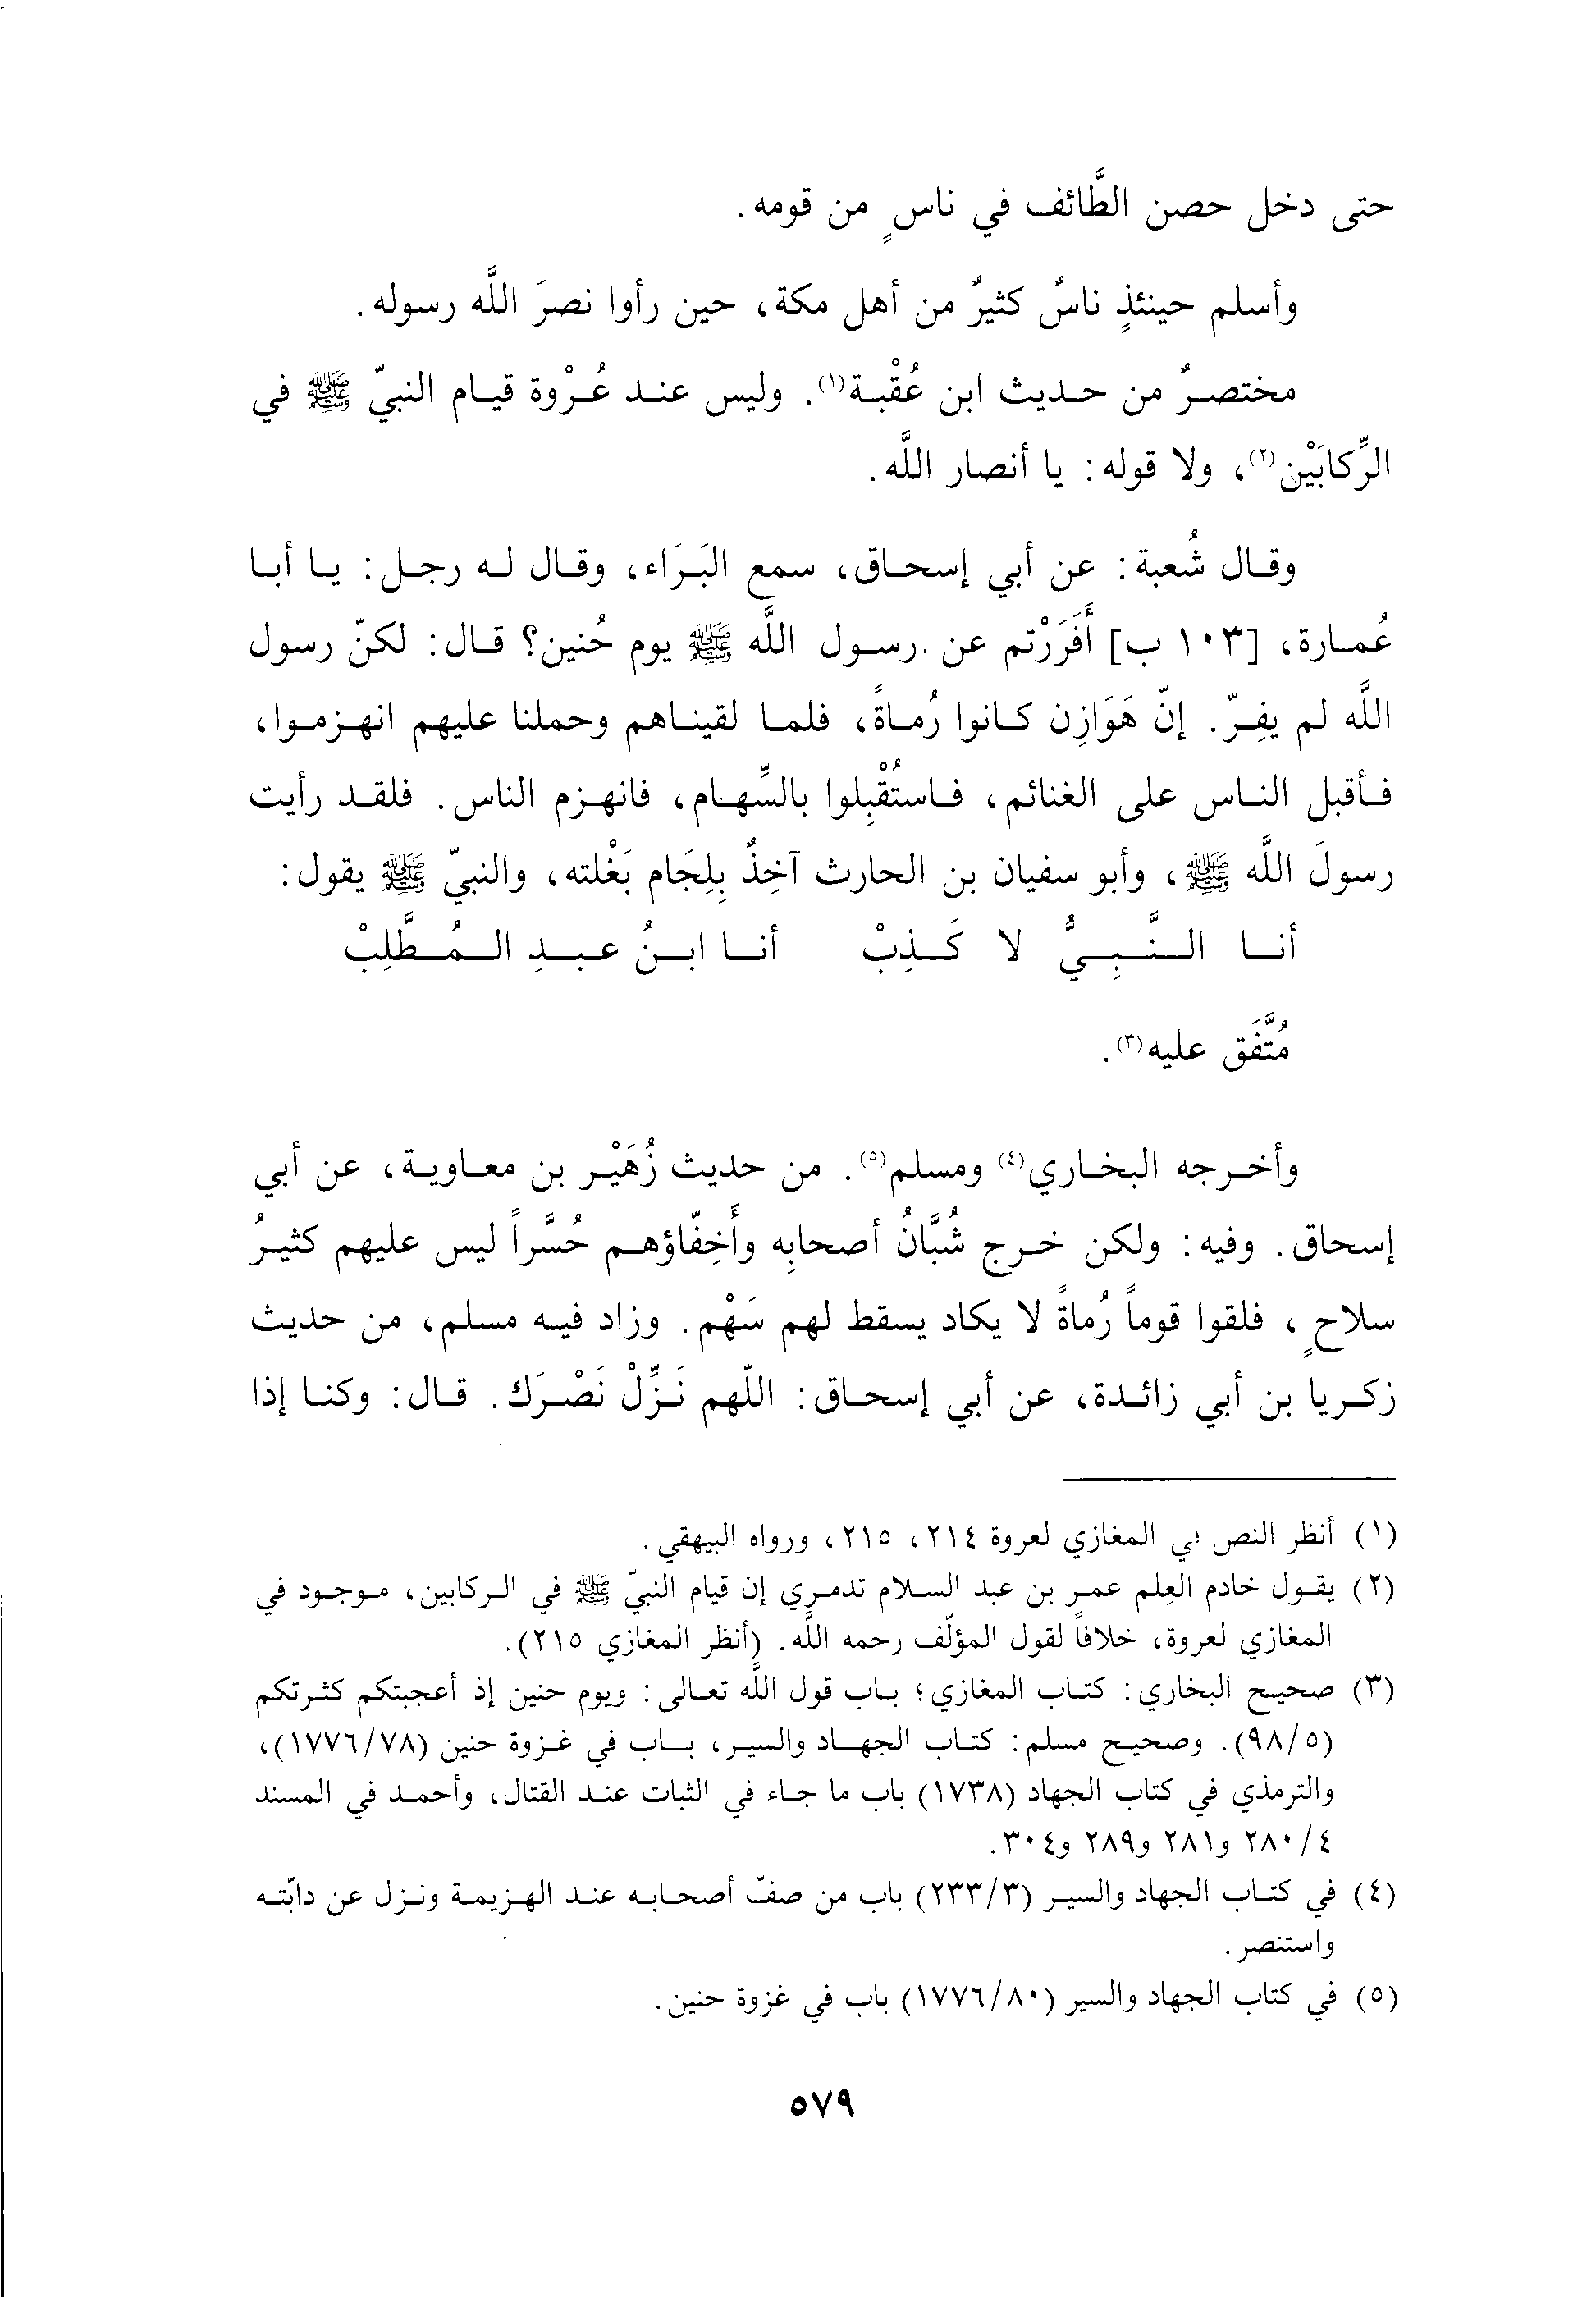 حتى دخل حصن الطَّائف في ناسٍ من قومه.
وأسلم حينئذٍ ناسٌ كثيرٌ من أهل مكة، حين رأوا نصرَ اللَّه رسوله.
مختصرٌ من حديث ابن عُقْبة(١). وليس عند عُرْوة قيام النبيّ ﷺ في
الرِّكابَيْن(٢)، ولا قوله: يا أنصار اللَّه.
وقال شُعبة: عن أبي إسحاق، سمع البَرَاء، وقال له رجل: يا أبا
عُمارة، [١٠٣ ب] أَفَرَرْتم عن رسول اللَّه ﷺ يوم حُنين؟ قال: لكنّ رسول
اللَّه لم يفِرّ. إنّ هَوَازِن كانوا رُماةً، فلما لقيناهم وحملنا عليهم انهزموا،
فأقبل الناس على الغنائم، فاستُقْبِلوا بالسِّهام، فانهزم الناس. فلقد رأيت
رسولَ اللَّه ﷺ، وأبو سفيان بن الحارث آخِذٌ بِلِجَام بَغْلته، والنبيّ ﷺ يقول:
أنا النَّبِيُّ لا كَذِبْ أنا ابنُ عبدِ المُطَّلِبْ
مُتَّفَق عليه(٣).
وأخرجه البخاري(٤) ومسلم(٥). من حديث زُهَيْر بن معاوية، عن أبي
إسحاق. وفيه: ولكن خرج شُبَّانُ أصحابِه وأَخِفّاؤهم حُسَّراً ليس عليهم كثيرُ
سلاحٍ، فلقوا قوماً رُماةً لا يكاد يسقط لهم سَهْم. وزاد فيه مسلم، من حديث
زكريا بن أبي زائدة، عن أبي إسحاق: اللّهم نَزِّلْ نَصْرَك. قال: وكنا إذا
(١) أنظر النص في المغازي لعروة ٢١٤، ٢١٥، ورواه البيهقي.
(٢) يقول خادم العِلم عمر بن عبد السلام تدمري إن قيام النبيّ ﷺ في الركابين، موجود في
المغازي لعروة، خلافاً لقول المؤلّف رحمه اللَّه. (أنظر المغازي ٢١٥).
(٣) صحيح البخاري: كتاب المغازي؛ باب قول اللَّه تعالى: ويوم حنين إذ أعجبتكم كثرتكم
(٩٨/٥). وصحيح مسلم: كتاب الجهاد والسير، باب في غزوة حنين (١٧٧٦/٧٨)،
والترمذي في كتاب الجهاد (١٧٣٨) باب ما جاء في الثبات عند القتال، وأحمد في المسند
٢٨٠/٤ و٢٨١ و٢٨٩ و٣٠٤.
(٤) في كتاب الجهاد والسير (٢٣٣/٣) باب من صفّ أصحابه عند الهزيمة ونزل عن دابّته
واستنصر.
(٥) في كتاب الجهاد والسير (١٧٧٦/٨٠) باب في غزوة حنين.
٥٧٩